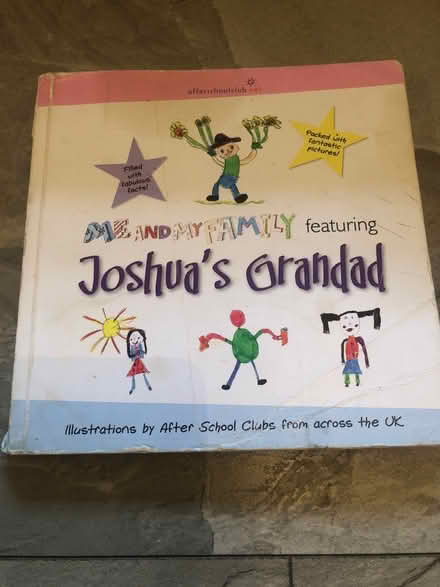 afterschoolclub.net
Filled
with
fabulous
facts!
Packed with
fantastic
pictures!
ME AND MY FAMILY featuring
Joshua's Grandad
Illustrations by After School Clubs from across the UK